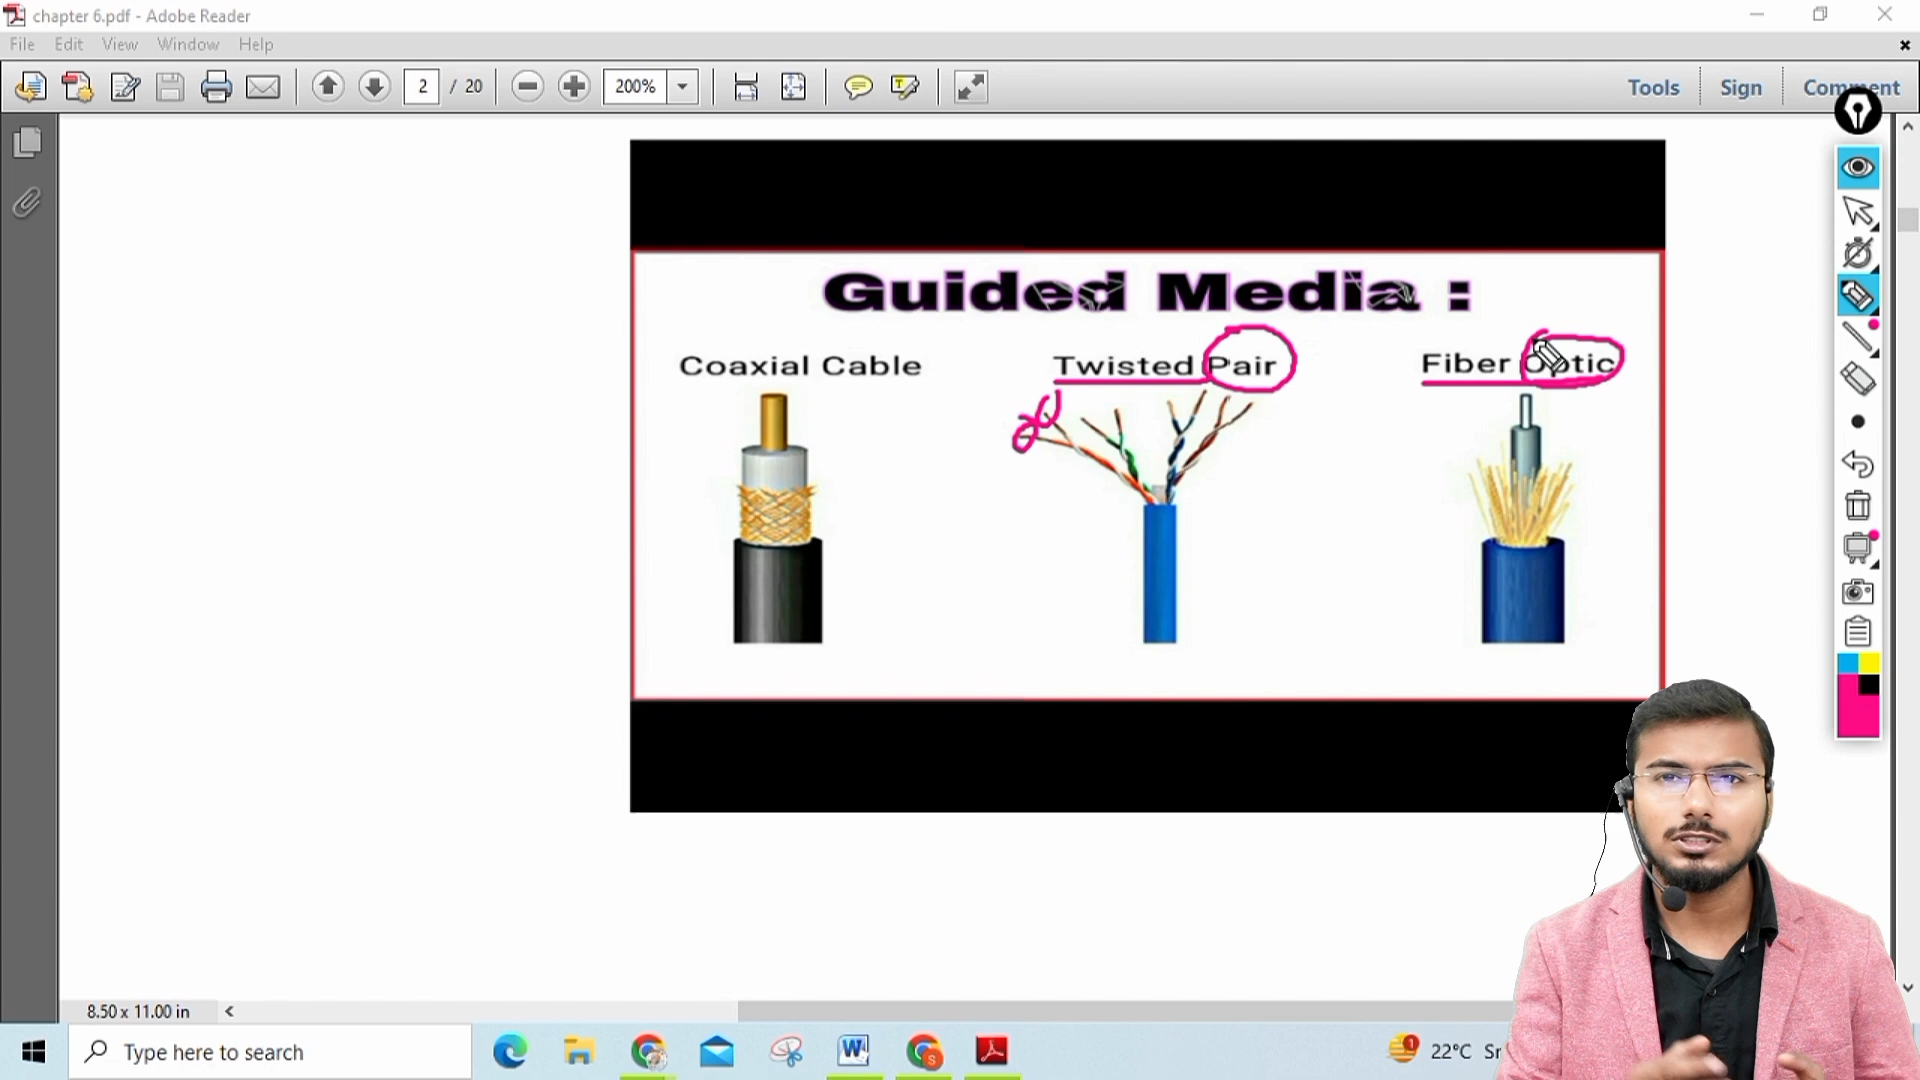 chapter 6.pdf - Adobe Reader
File Edit View Window Help
2 / 20 200% Tools Sign Comment
Guided Media :
Coaxial Cable Twisted Pair Fiber Optic
8.50 x 11.00 in
Type here to search 22°C